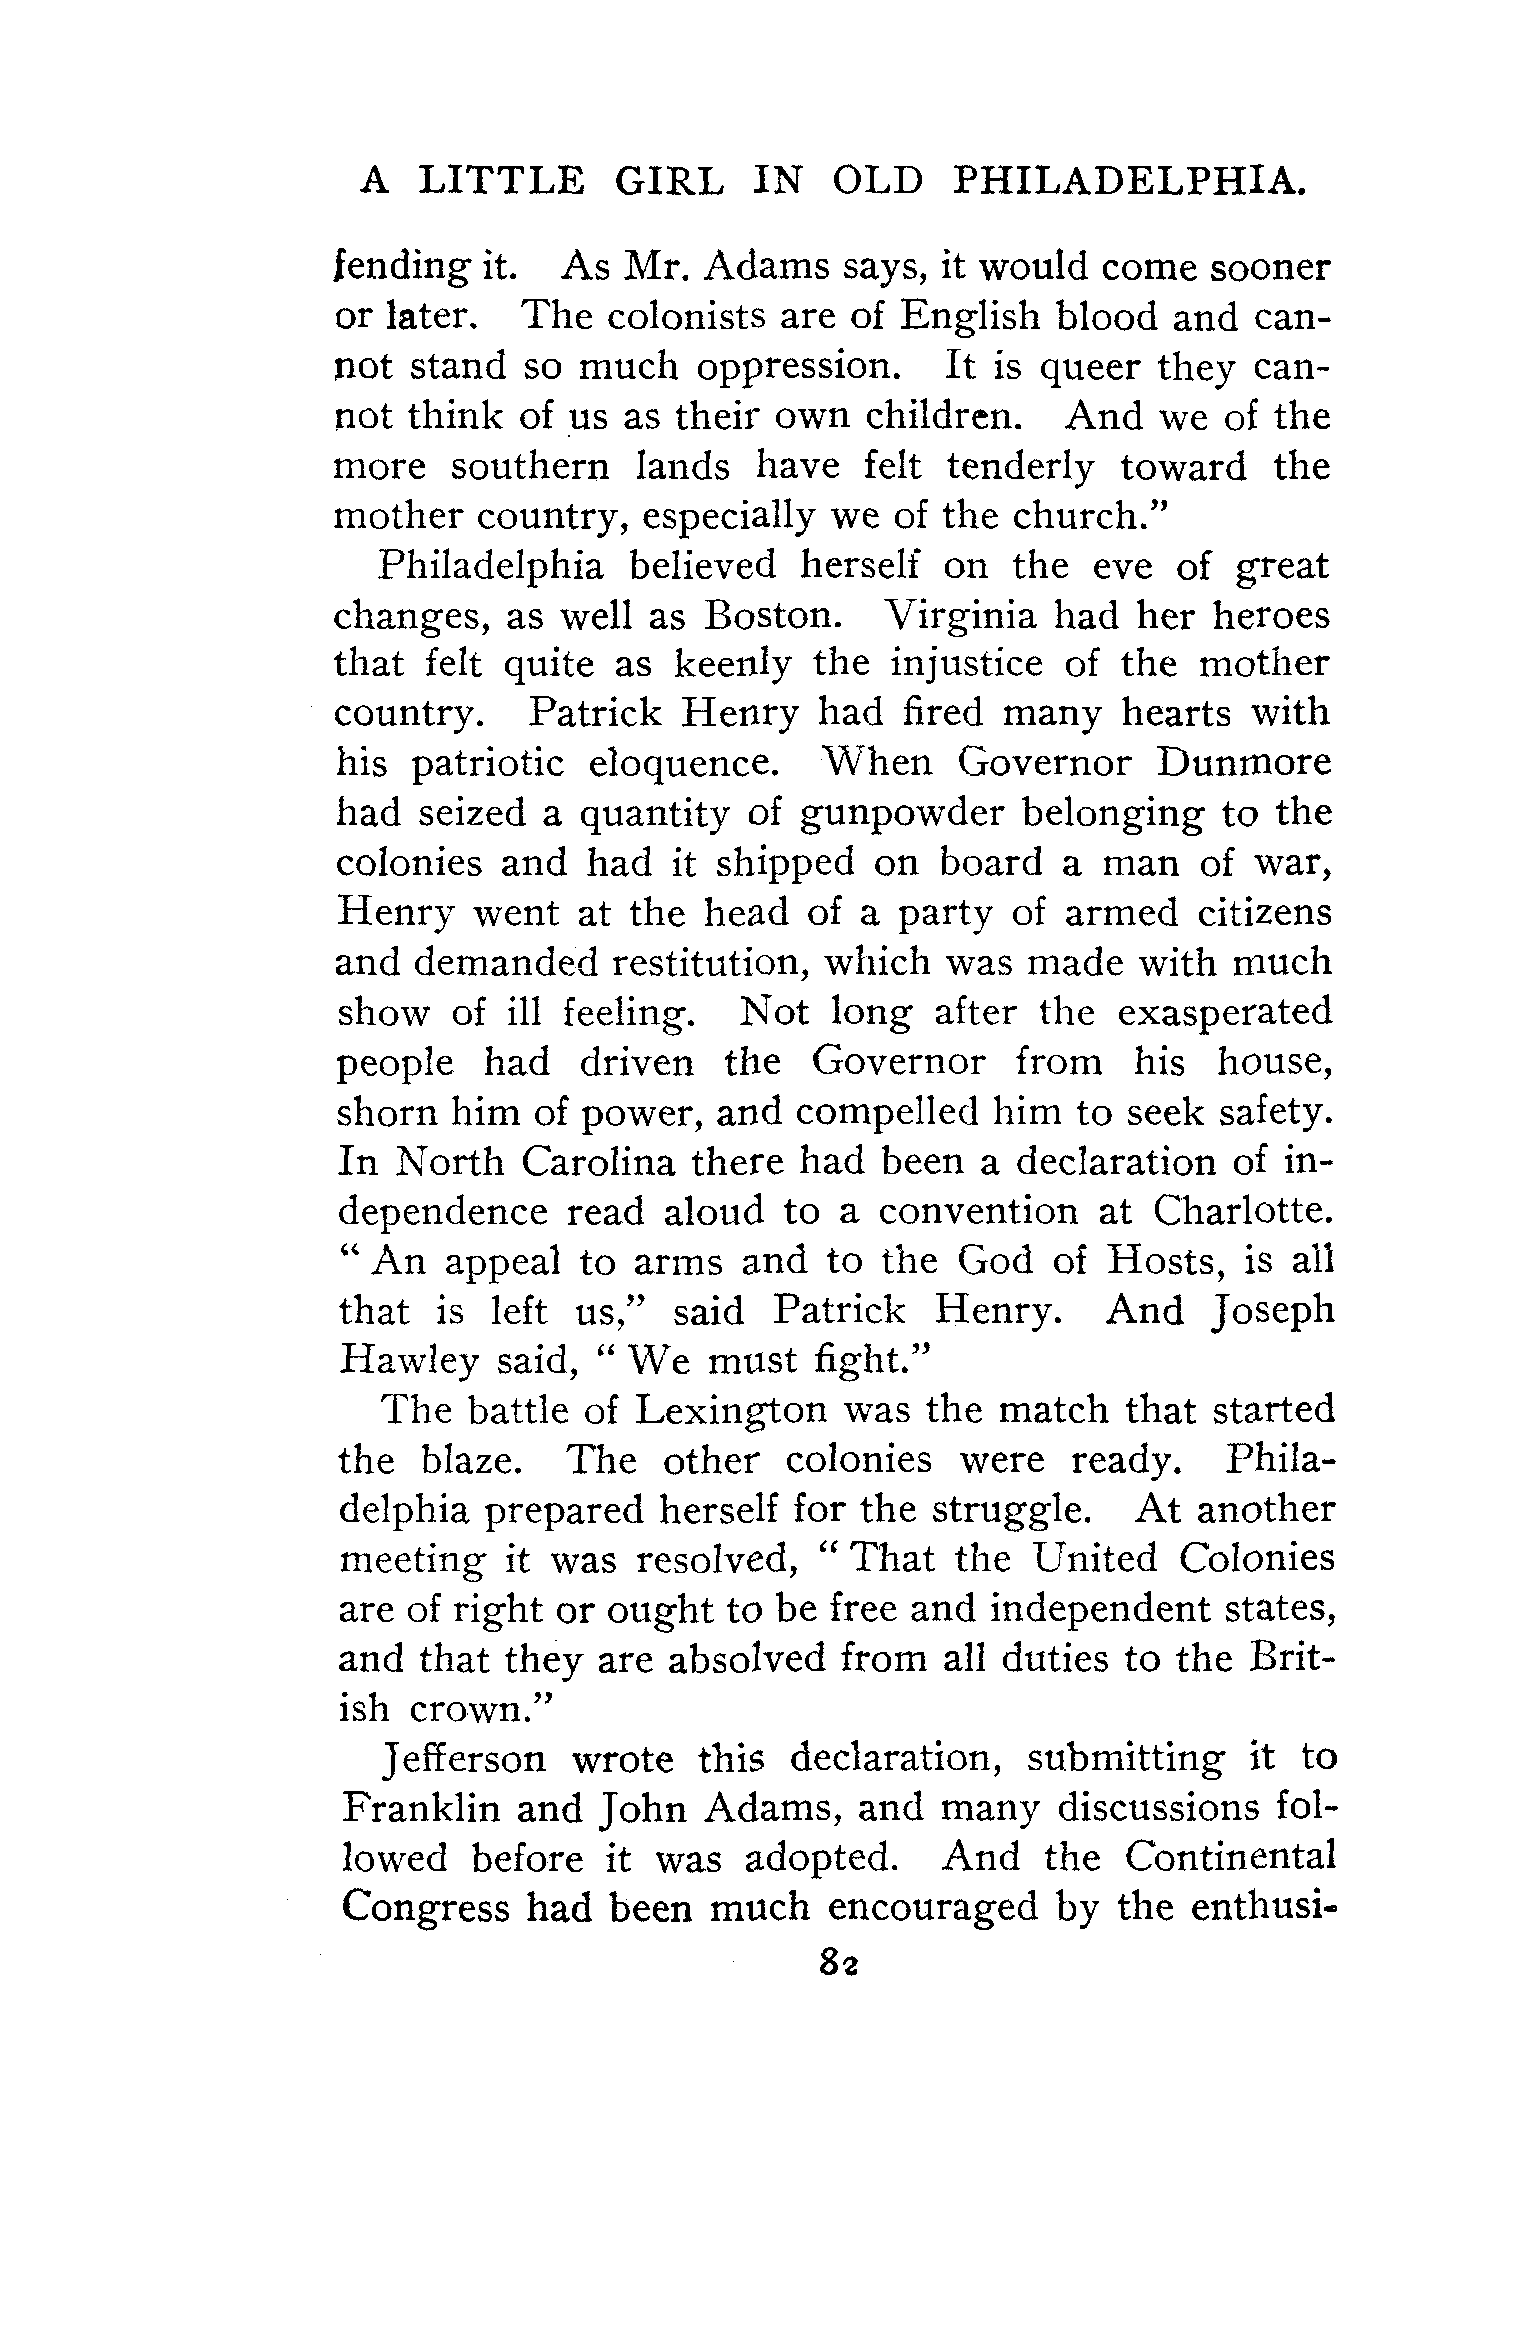 A LITTLE GIRL IN OLD PHILADELPHIA.
fending it. As Mr. Adams says, it would come sooner
or later. The colonists are of English blood and can-
not stand so much oppression. It is queer they can-
not think of us as their own children. And we of the
more southern lands have felt tenderly toward the
mother country, especially we of the church.”
Philadelphia believed herself on the eve of great
changes, as well as Boston. Virginia had her heroes
that felt quite as keenly the injustice of the mother
country. Patrick Henry had fired many hearts with
his patriotic eloquence. When Governor Dunmore
had seized a quantity of gunpowder belonging to the
colonies and had it shipped on board a man of war,
Henry went at the head of a party of armed citizens
and demanded restitution, which was made with much
show of ill feeling. Not long after the exasperated
people had driven the Governor from his house,
shorn him of power, and compelled him to seek safety.
In North Carolina there had been a declaration of in-
dependence read aloud to a convention at Charlotte.
“ An appeal to arms and to the God of Hosts, is all
that is left us,” said Patrick Henry. And Joseph
Hawley said, “ We must fight.”
The battle of Lexington was the match that started
the blaze. The other colonies were ready. Phila-
delphia prepared herself for the struggle. At another
meeting it was resolved, “ That the United Colonies
are of right or ought to be free and independent states,
and that they are absolved from all duties to the Brit-
ish crown.”
Jefferson wrote this declaration, submitting it to
Franklin and John Adams, and many discussions fol-
lowed before it was adopted. And the Continental
Congress had been much encouraged by the enthusi-
82